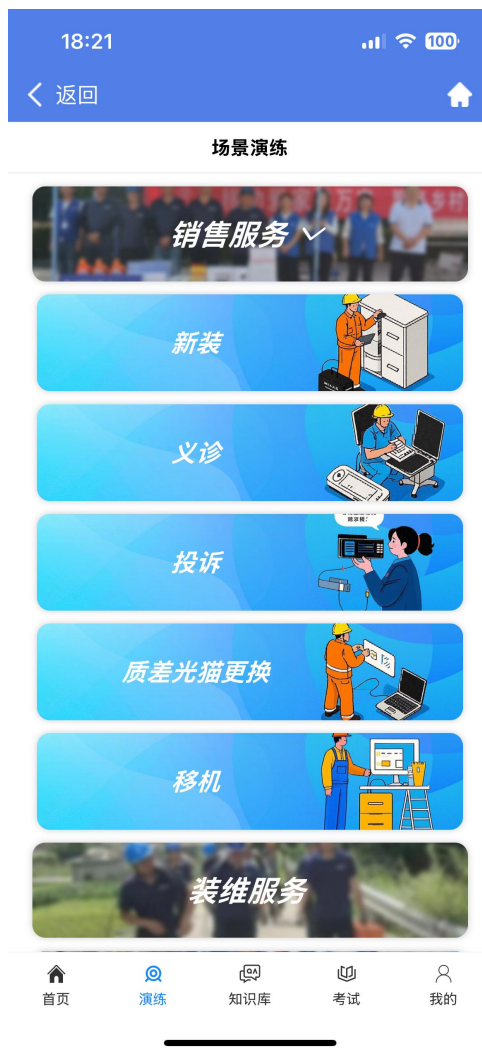 18:21
100
返回
场景演练
销售服务
新装
义诊
投诉
质差光猫更换
移机
装维服务
首页
演练
知识库
考试
我的